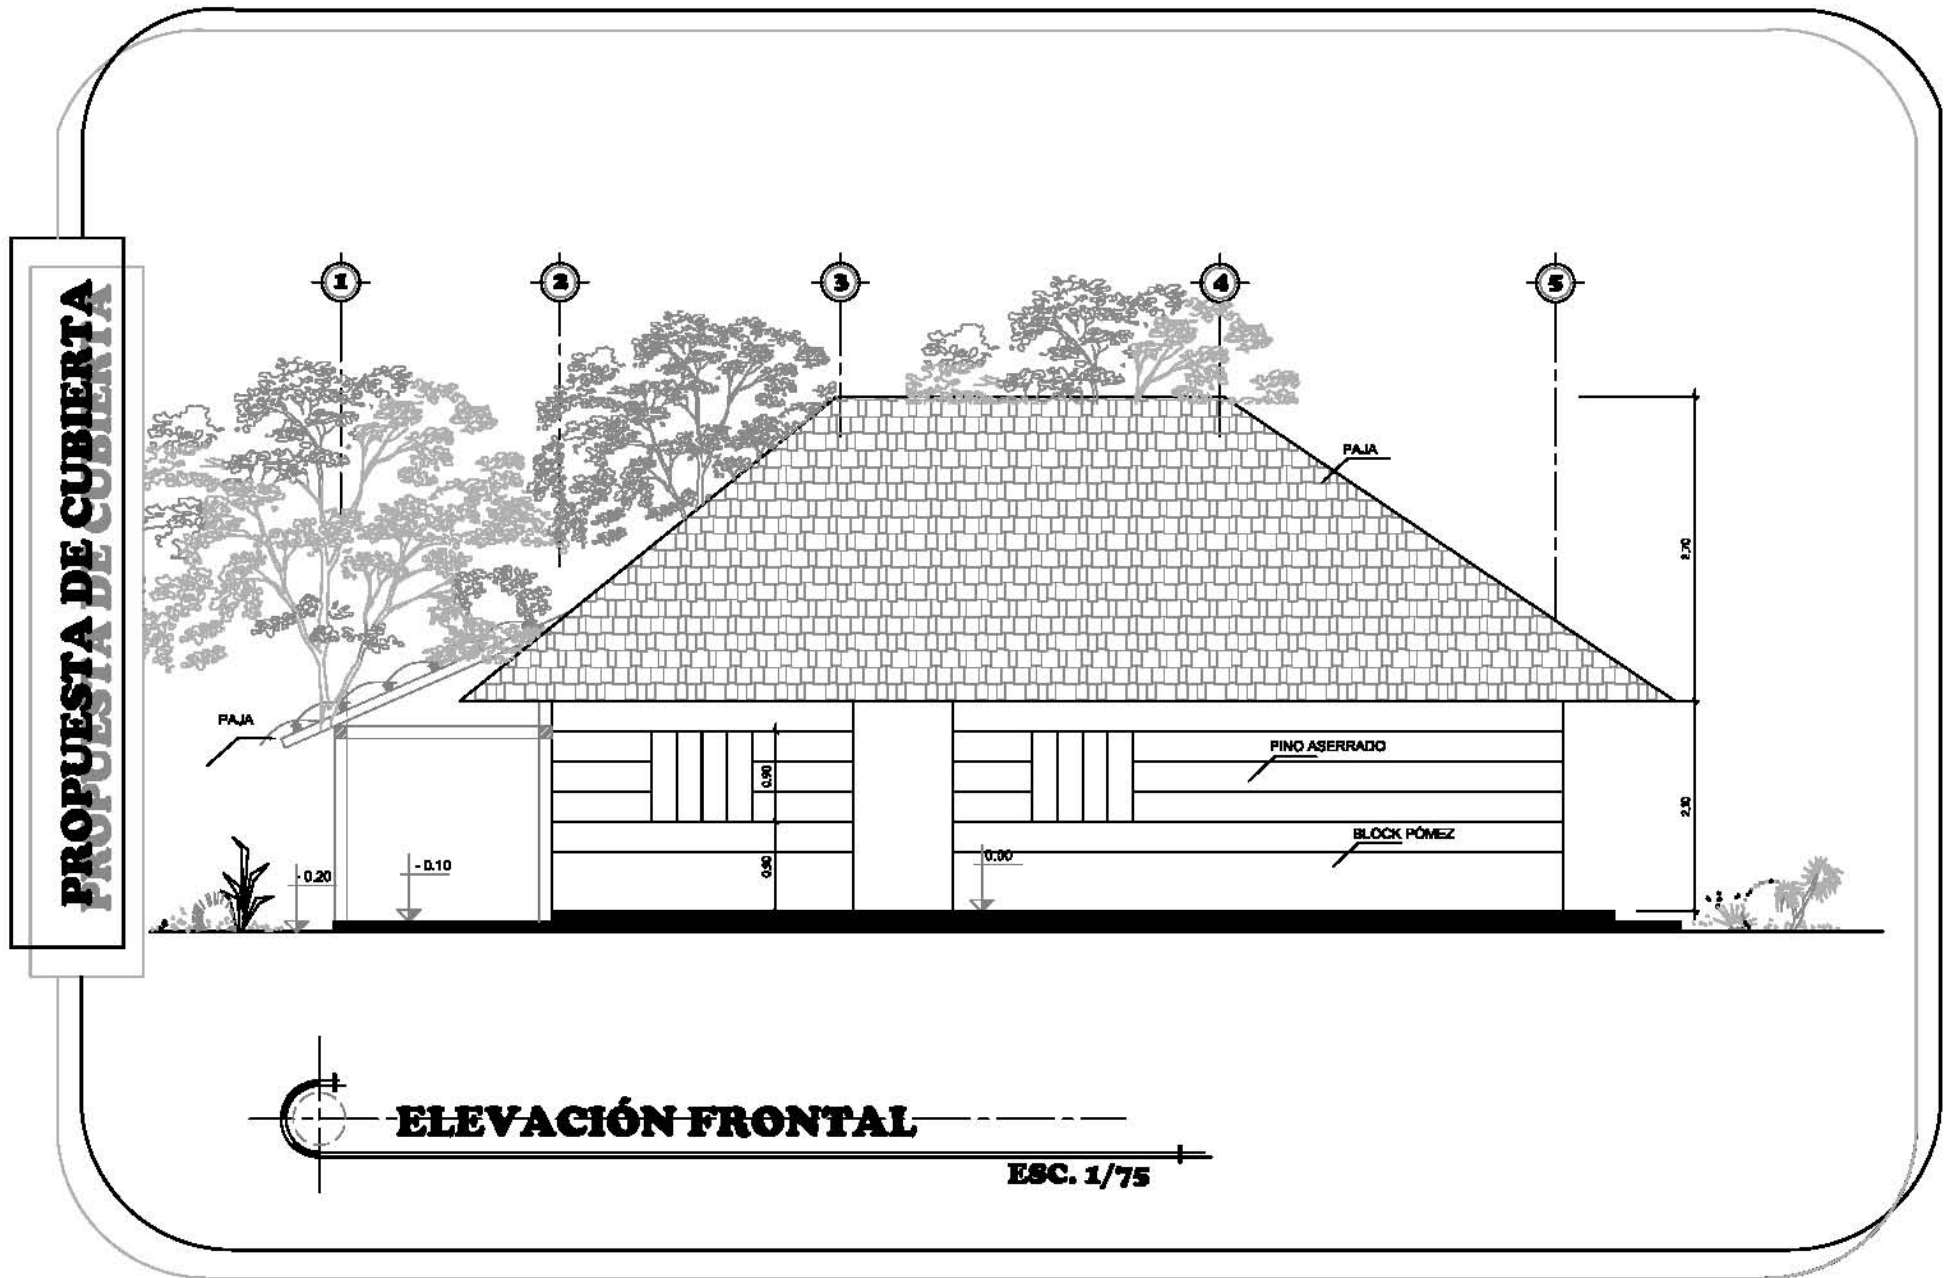 PROPUESTA DE CUBIERTA
1
2
3
4
5
PAJA
PAJA
PINO ASERRADO
0.90
2,10
BLOCK PÓMEZ
0.90
0.00
- 0.10
- 0.20
ELEVACIÓN FRONTAL
ESC. 1/75